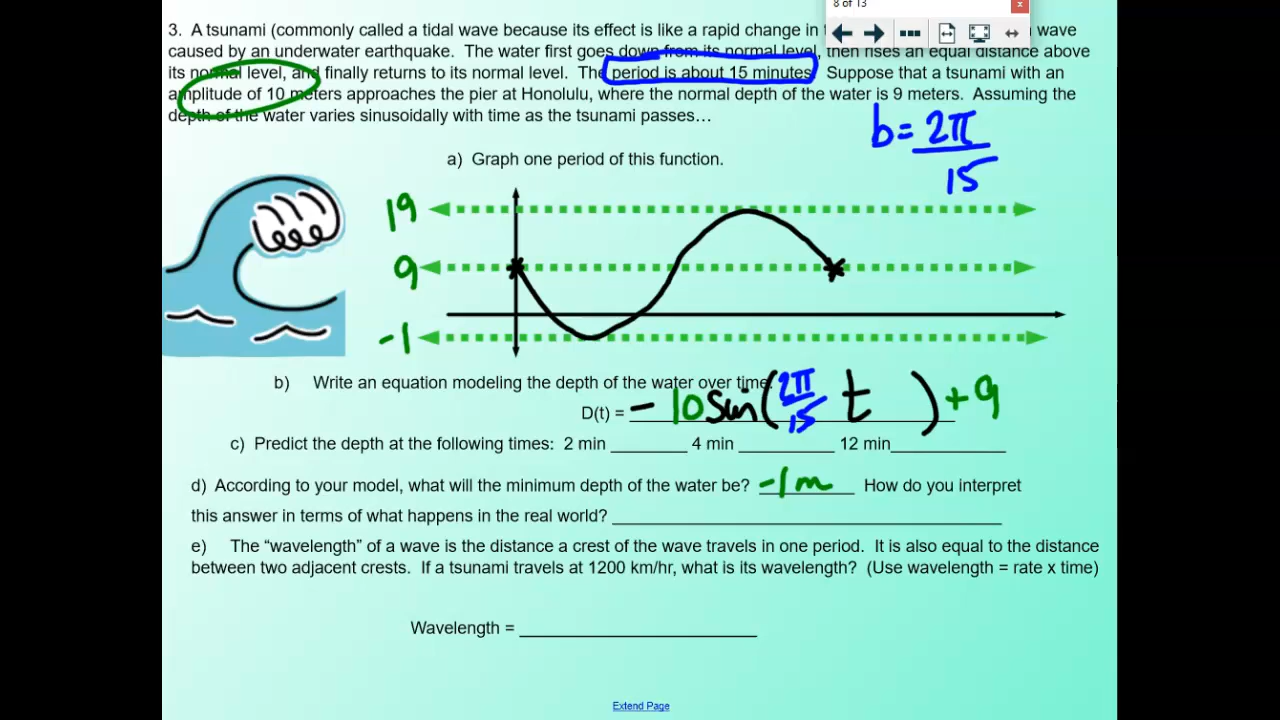 8 of 13
3. A tsunami (commonly called a tidal wave because its effect is like a rapid change in wave
caused by an underwater earthquake. The water first goes down from its normal level, then rises an equal distance above
its normal level, and finally returns to its normal level. The period is about 15 minutes. Suppose that a tsunami with an
amplitude of 10 meters approaches the pier at Honolulu, where the normal depth of the water is 9 meters. Assuming the
depth of the water varies sinusoidally with time as the tsunami passes…
b = 2π
15
a) Graph one period of this function.
19
9
-1
b) Write an equation modeling the depth of the water over time.
D(t) = - 10 sin( 2π/15 t ) + 9
c) Predict the depth at the following times: 2 min ________ 4 min __________ 12 min____________
d) According to your model, what will the minimum depth of the water be? -1 m How do you interpret
this answer in terms of what happens in the real world? ________________________________________
e) The “wavelength” of a wave is the distance a crest of the wave travels in one period. It is also equal to the distance
between two adjacent crests. If a tsunami travels at 1200 km/hr, what is its wavelength? (Use wavelength = rate x time)
Wavelength = _________________________
Extend Page